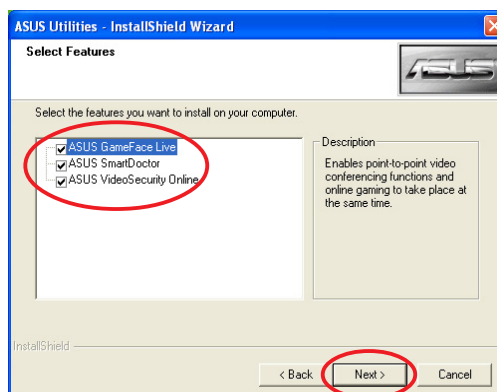 ASUS Utilities - InstallShield Wizard
Select Features
ASUS
Select the features you want to install on your computer.
ASUS GameFace Live
ASUS SmartDoctor
ASUS VideoSecurity Online
Description
Enables point-to-point video
conferencing functions and
online gaming to take place at
the same time.
InstallShield
< Back
Next >
Cancel